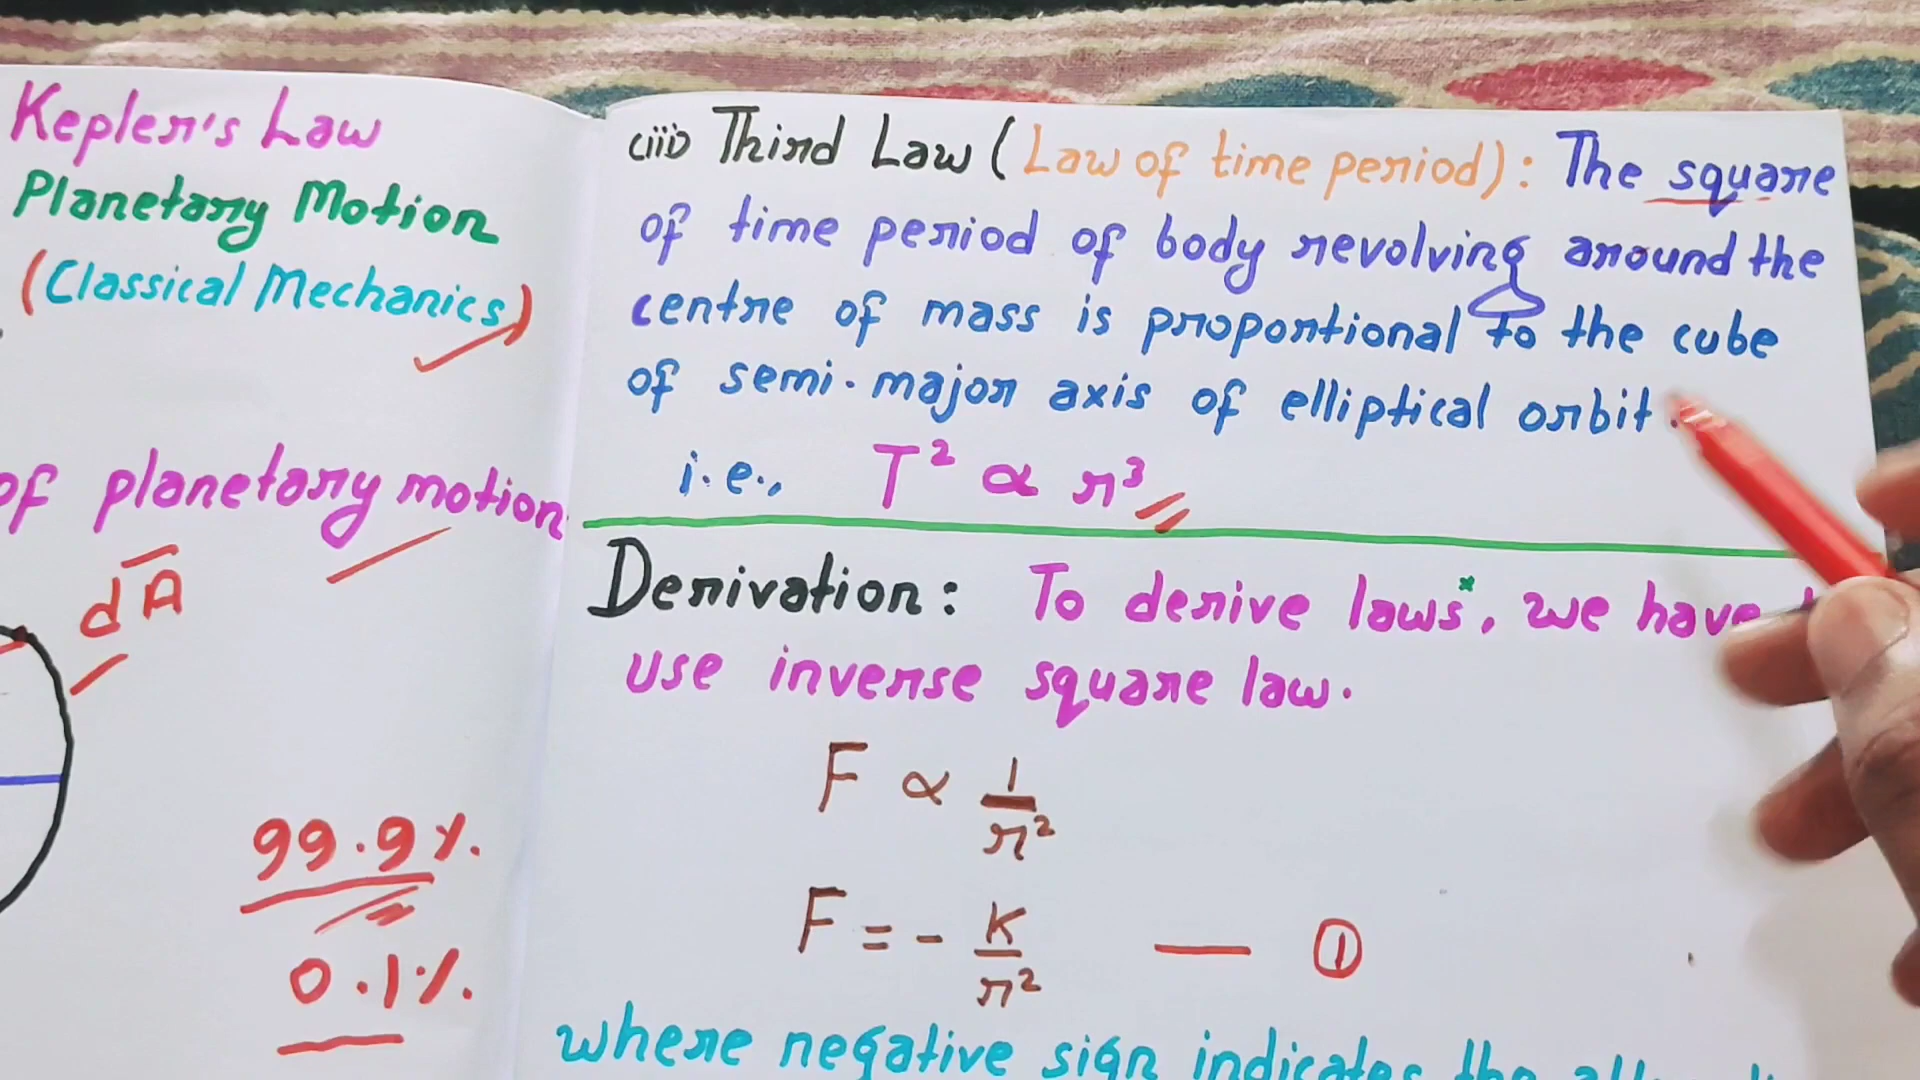 Kepler's Law
Planetary Motion
(Classical Mechanics)
of planetary motion
dA
99.9%.
0.1%.
(iii) Third Law (Law of time period): The square
of time period of body revolving around the
centre of mass is proportional to the cube
of semi-major axis of elliptical orbit.
i.e., T² ∝ r³
Derivation: To derive laws*, we have
use inverse square law.
F ∝ 1/r²
F = - K/r² — ①
where negative sign indicates the